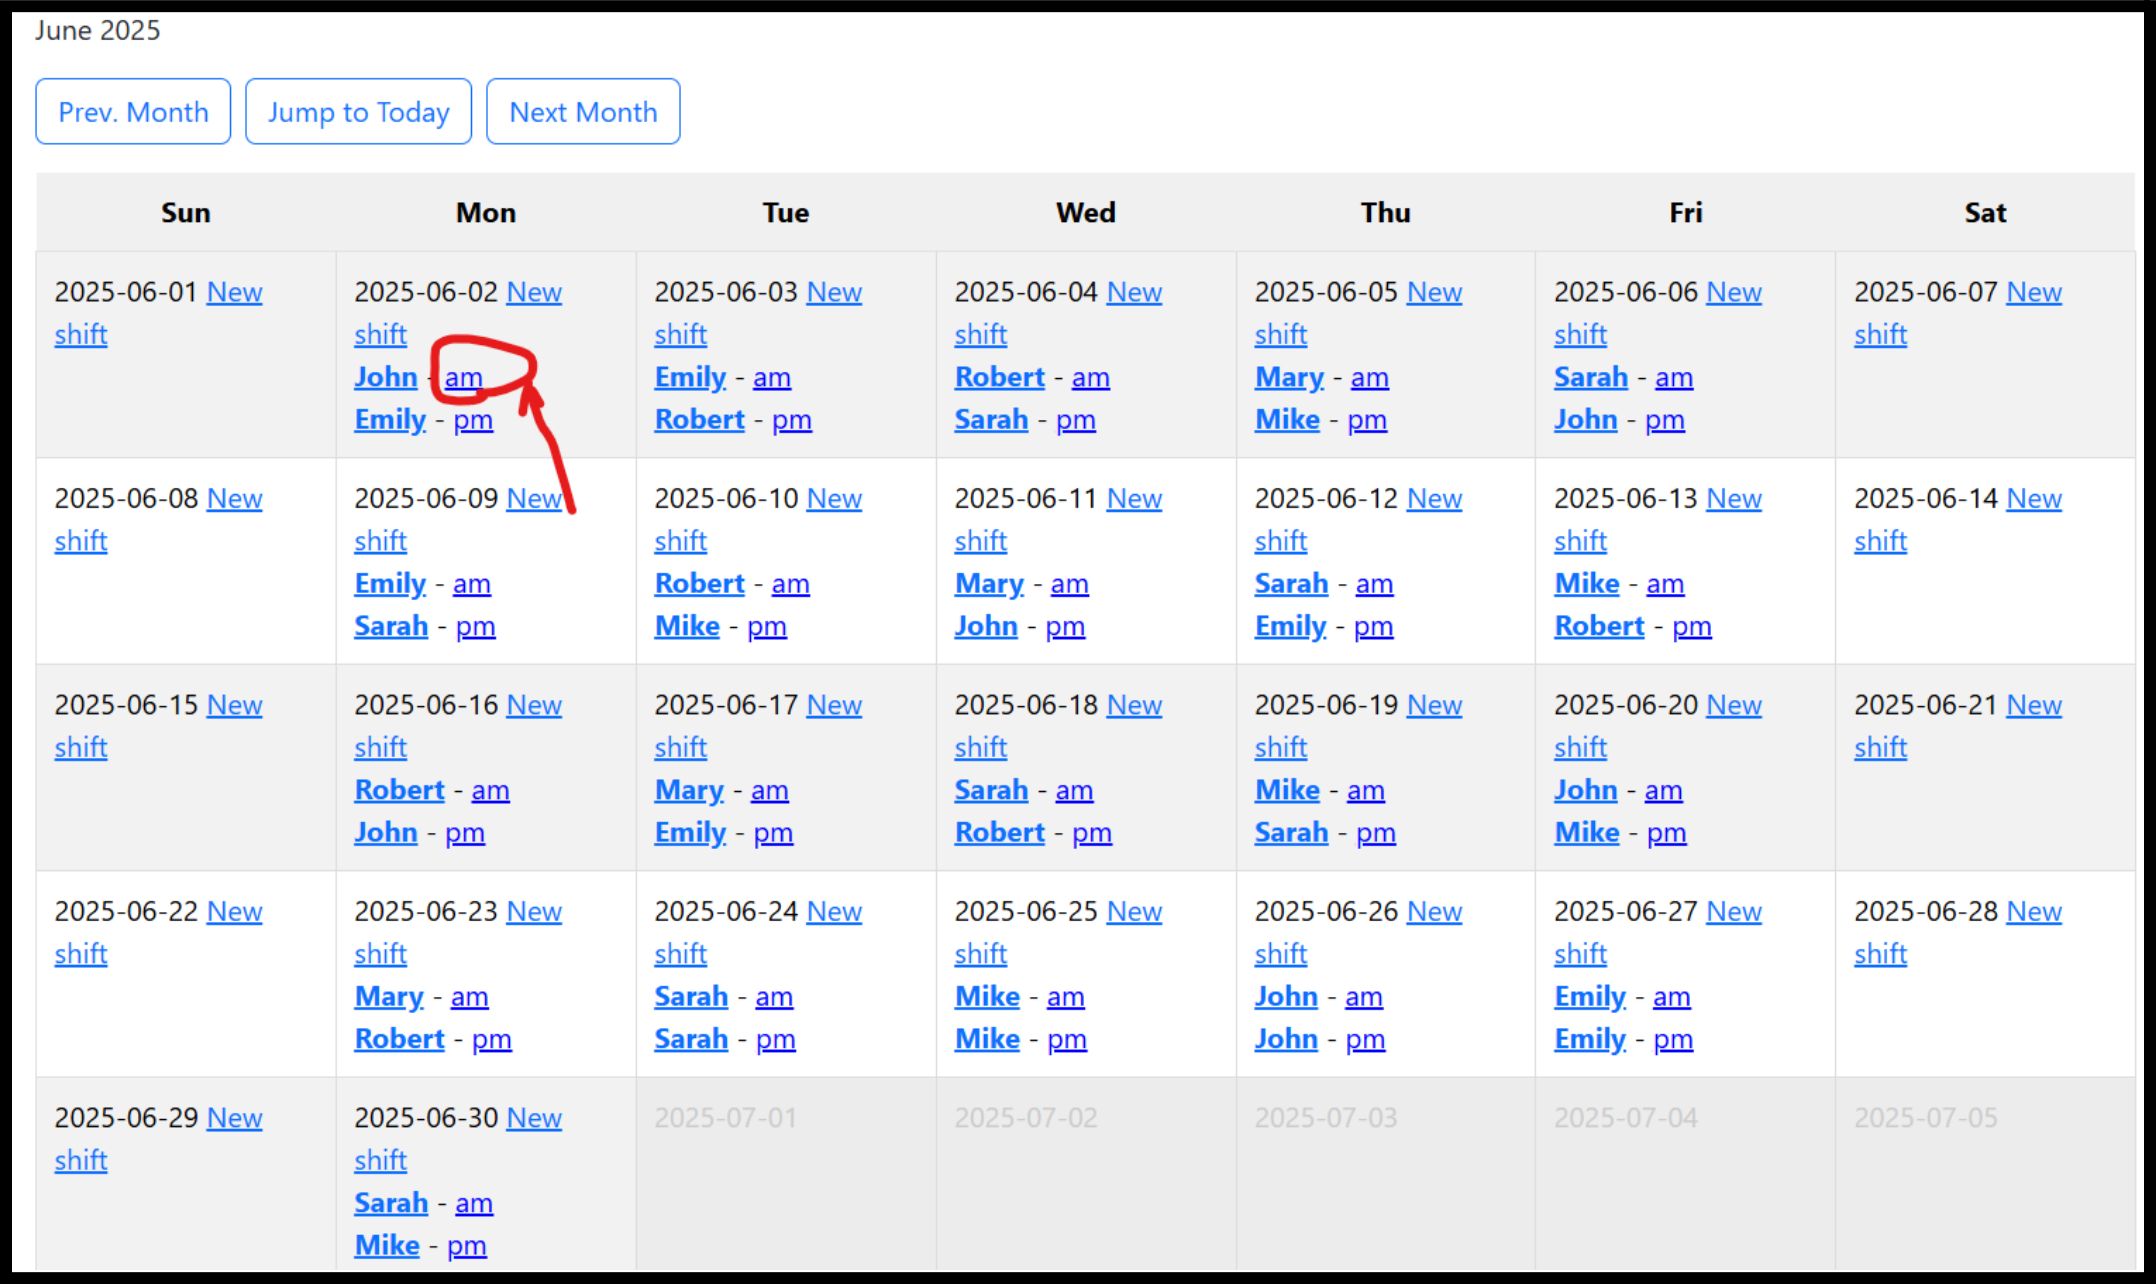 June 2025
Prev. Month Jump to Today Next Month
Sun Mon Tue Wed Thu Fri Sat
2025-06-01 New
shift
2025-06-02 New
shift
John - am
Emily - pm
2025-06-03 New
shift
Emily - am
Robert - pm
2025-06-04 New
shift
Robert - am
Sarah - pm
2025-06-05 New
shift
Mary - am
Mike - pm
2025-06-06 New
shift
Sarah - am
John - pm
2025-06-07 New
shift
2025-06-08 New
shift
2025-06-09 New
shift
Emily - am
Sarah - pm
2025-06-10 New
shift
Robert - am
Mike - pm
2025-06-11 New
shift
Mary - am
John - pm
2025-06-12 New
shift
Sarah - am
Emily - pm
2025-06-13 New
shift
Mike - am
Robert - pm
2025-06-14 New
shift
2025-06-15 New
shift
2025-06-16 New
shift
Robert - am
John - pm
2025-06-17 New
shift
Mary - am
Emily - pm
2025-06-18 New
shift
Sarah - am
Robert - pm
2025-06-19 New
shift
Mike - am
Sarah - pm
2025-06-20 New
shift
John - am
Mike - pm
2025-06-21 New
shift
2025-06-22 New
shift
2025-06-23 New
shift
Mary - am
Robert - pm
2025-06-24 New
shift
Sarah - am
Sarah - pm
2025-06-25 New
shift
Mike - am
Mike - pm
2025-06-26 New
shift
John - am
John - pm
2025-06-27 New
shift
Emily - am
Emily - pm
2025-06-28 New
shift
2025-06-29 New
shift
2025-06-30 New
shift
Sarah - am
Mike - pm
2025-07-01
2025-07-02
2025-07-03
2025-07-04
2025-07-05